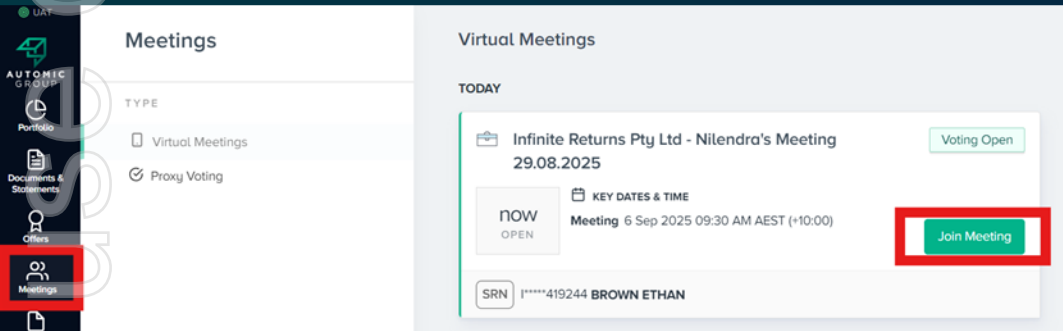 UAT
AUTOMIC
GROUP
Portfolio
Documents &
Statements
Offers
Meetings
Meetings
TYPE
Virtual Meetings
Proxy Voting
Virtual Meetings
TODAY
Infinite Returns Pty Ltd - Nilendra's Meeting
29.08.2025
Voting Open
now
OPEN
KEY DATES & TIME
Meeting 6 Sep 2025 09:30 AM AEST (+10:00)
Join Meeting
SRN I*****419244 BROWN ETHAN